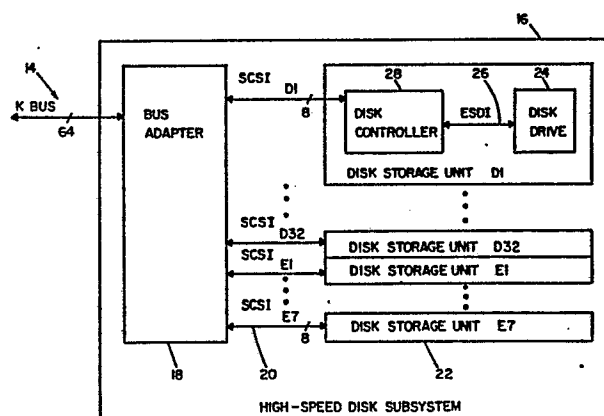 16
14
K BUS
64
BUS
ADAPTER
SCSI
D1
8
28
26
24
DISK
CONTROLLER
ESDI
DISK
DRIVE
DISK STORAGE UNIT D1
SCSI
D32
DISK STORAGE UNIT D32
SCSI
E1
DISK STORAGE UNIT E1
SCSI
E7
8
DISK STORAGE UNIT E7
18
20
22
HIGH-SPEED DISK SUBSYSTEM